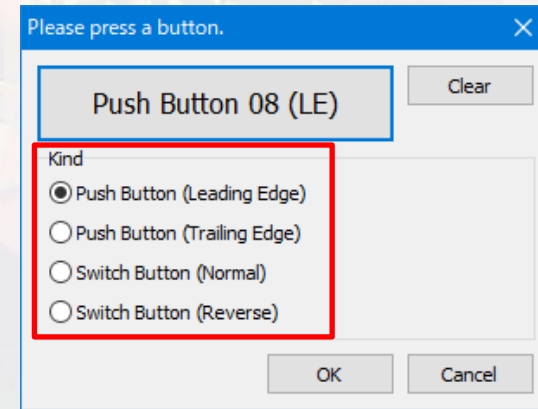 Please press a button.
Push Button 08 (LE)
Clear
Kind
Push Button (Leading Edge)
Push Button (Trailing Edge)
Switch Button (Normal)
Switch Button (Reverse)
OK
Cancel